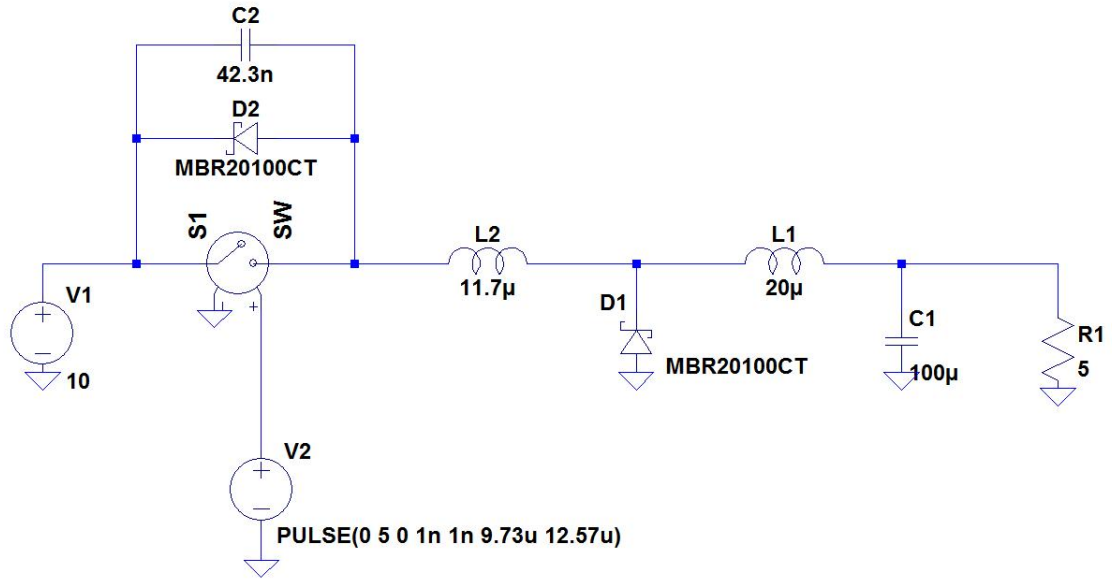 C2
42.3n
D2
MBR20100CT
S1
SW
L2
11.7µ
L1
20µ
V1
+
−
10
+
D1
MBR20100CT
C1
100µ
R1
5
V2
+
−
PULSE(0 5 0 1n 1n 9.73u 12.57u)